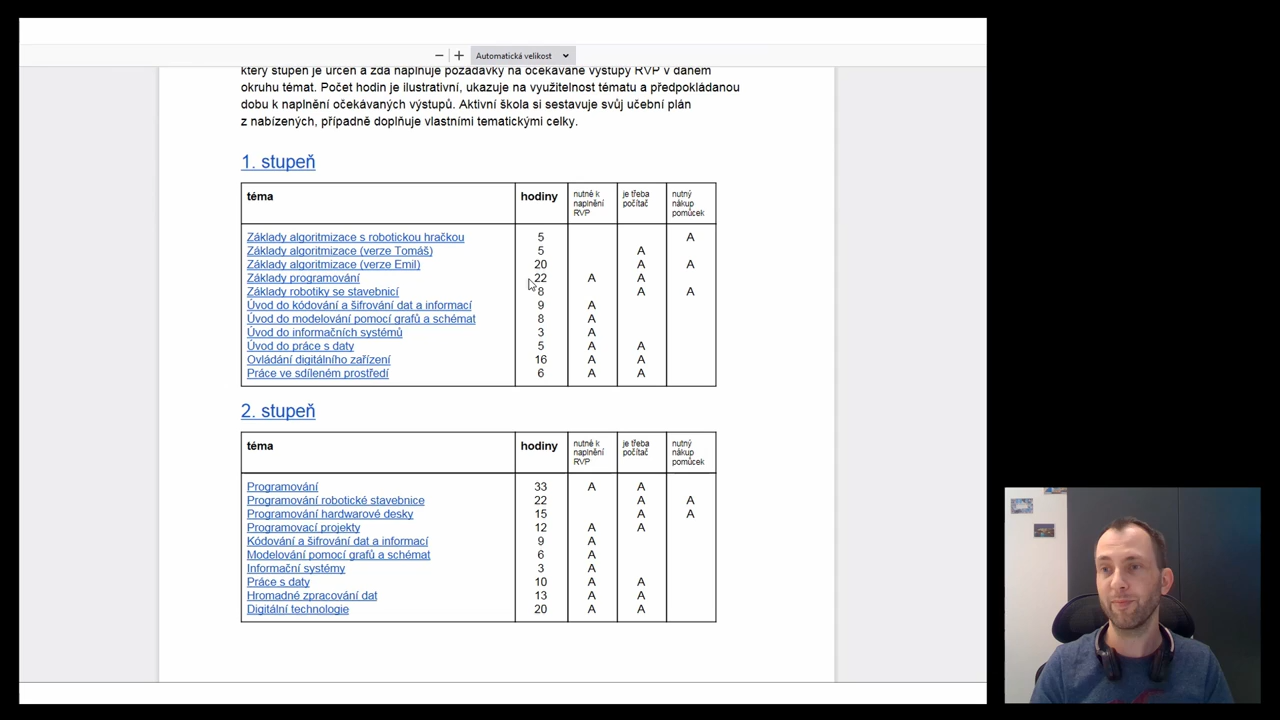 Automatická velikost
který stupeň je určen a zda naplňuje požadavky na očekávané výstupy RVP v daném
okruhu témat. Počet hodin je ilustrativní, ukazuje na využitelnost tématu a předpokládanou
dobu k naplnění očekávaných výstupů. Aktivní škola si sestavuje svůj učební plán
z nabízených, případně doplňuje vlastními tematickými celky.
1. stupeň
téma hodiny nutné k naplnění RVP je třeba počítač nutný nákup pomůcek
Základy algoritmizace s robotickou hračkou 5 A
Základy algoritmizace (verze Tomáš) 5 A
Základy algoritmizace (verze Emil) 20 A A
Základy programování 22 A A
Základy robotiky se stavebnicí 8 A A
Úvod do kódování a šifrování dat a informací 9 A
Úvod do modelování pomocí grafů a schémat 8 A
Úvod do informačních systémů 3 A
Úvod do práce s daty 5 A A
Ovládání digitálního zařízení 16 A A
Práce ve sdíleném prostředí 6 A A
2. stupeň
téma hodiny nutné k naplnění RVP je třeba počítač nutný nákup pomůcek
Programování 33 A A
Programování robotické stavebnice 22 A A
Programování hardwarové desky 15 A A
Programovací projekty 12 A A
Kódování a šifrování dat a informací 9 A
Modelování pomocí grafů a schémat 6 A
Informační systémy 3 A
Práce s daty 10 A A
Hromadné zpracování dat 13 A A
Digitální technologie 20 A A